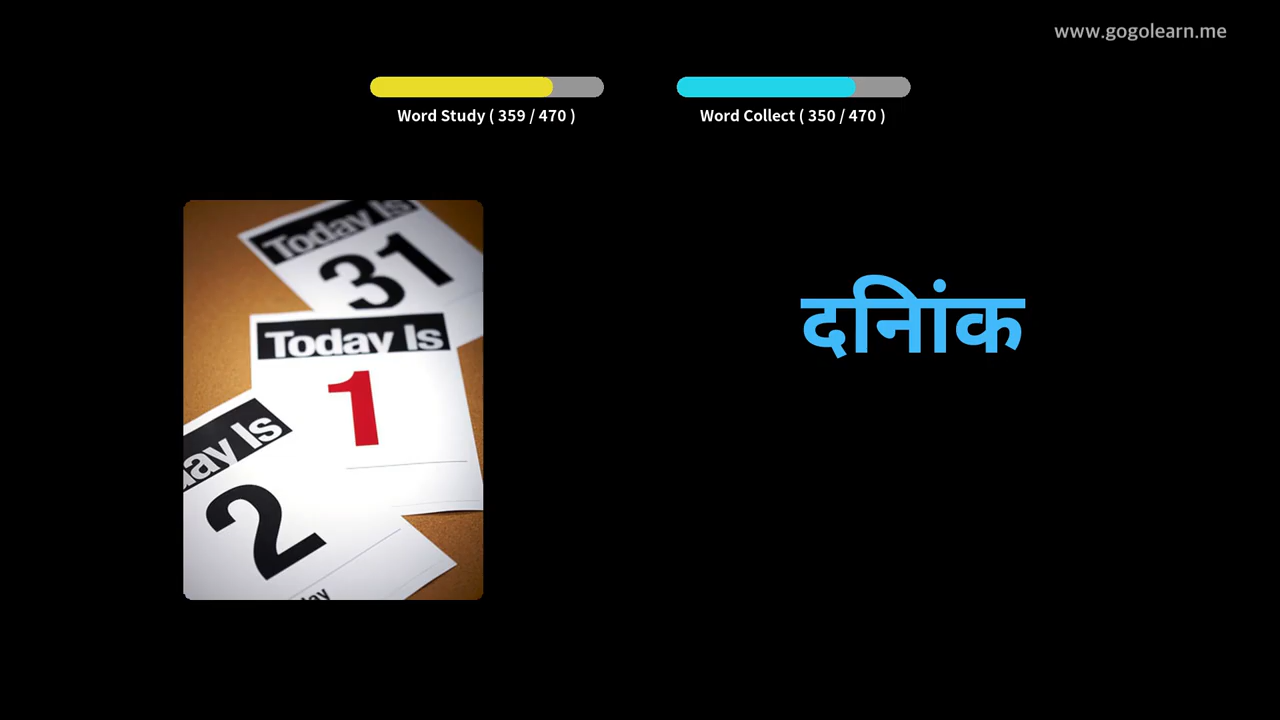 www.gogolearn.me
Word Study ( 359 / 470 )
Word Collect ( 350 / 470 )
Today Is
31
Today Is
1
day Is
2
दनिांक